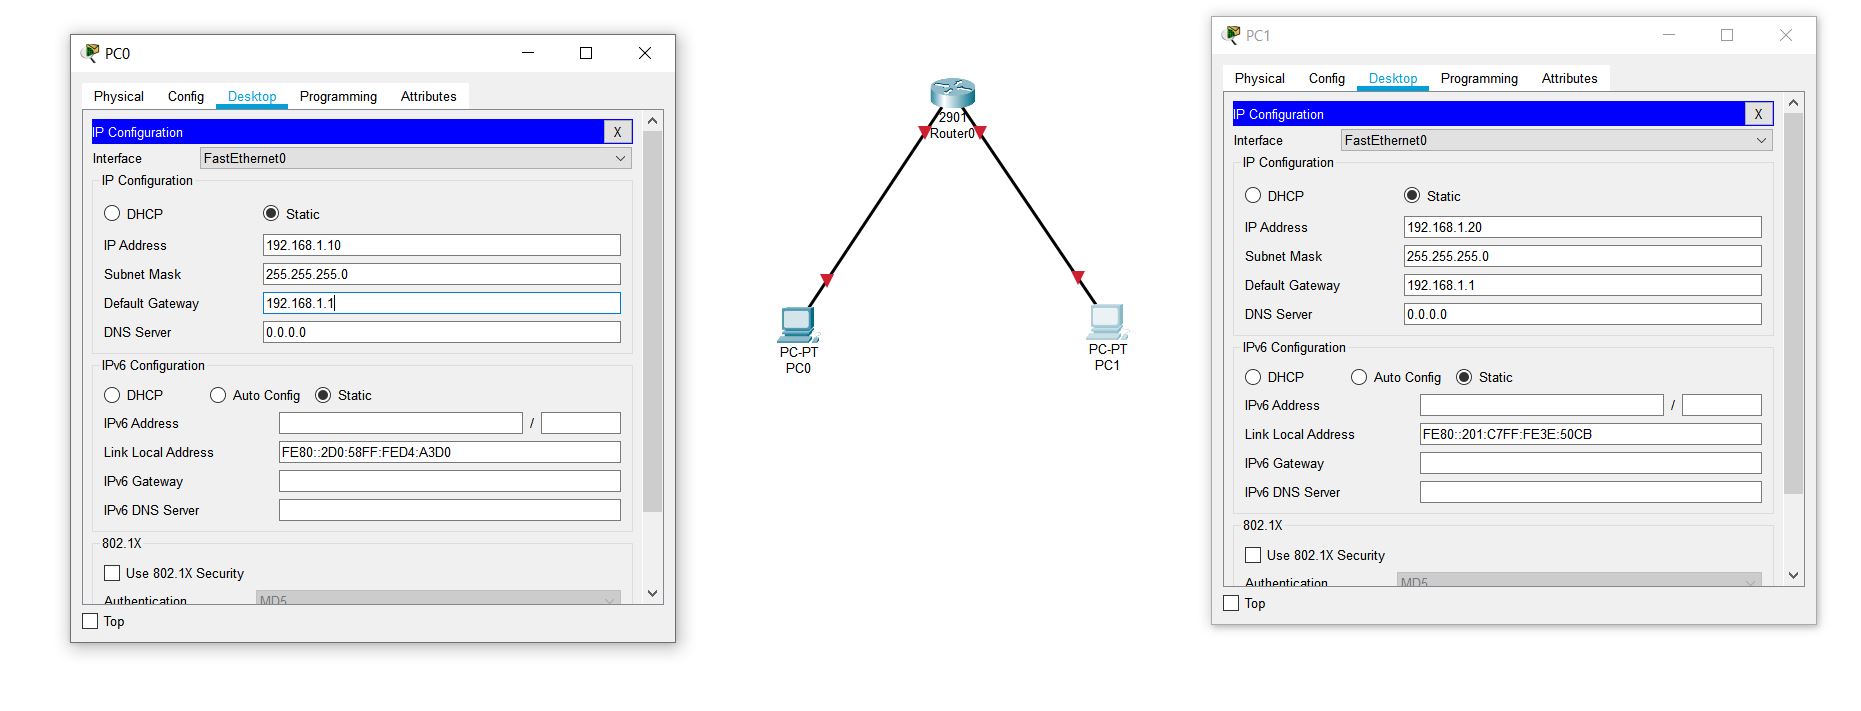 PC0
Physical Config Desktop Programming Attributes
IP Configuration X
Interface FastEthernet0
IP Configuration
DHCP Static
IP Address 192.168.1.10
Subnet Mask 255.255.255.0
Default Gateway 192.168.1.1
DNS Server 0.0.0.0
IPv6 Configuration
DHCP Auto Config Static
IPv6 Address /
Link Local Address FE80::2D0:58FF:FED4:A3D0
IPv6 Gateway
IPv6 DNS Server
802.1X
Use 802.1X Security
Authentication MD5
Top
2901
Router0
PC-PT
PC0
PC-PT
PC1
PC1
Physical Config Desktop Programming Attributes
IP Configuration X
Interface FastEthernet0
IP Configuration
DHCP Static
IP Address 192.168.1.20
Subnet Mask 255.255.255.0
Default Gateway 192.168.1.1
DNS Server 0.0.0.0
IPv6 Configuration
DHCP Auto Config Static
IPv6 Address /
Link Local Address FE80::201:C7FF:FE3E:50CB
IPv6 Gateway
IPv6 DNS Server
802.1X
Use 802.1X Security
Authentication MD5
Top